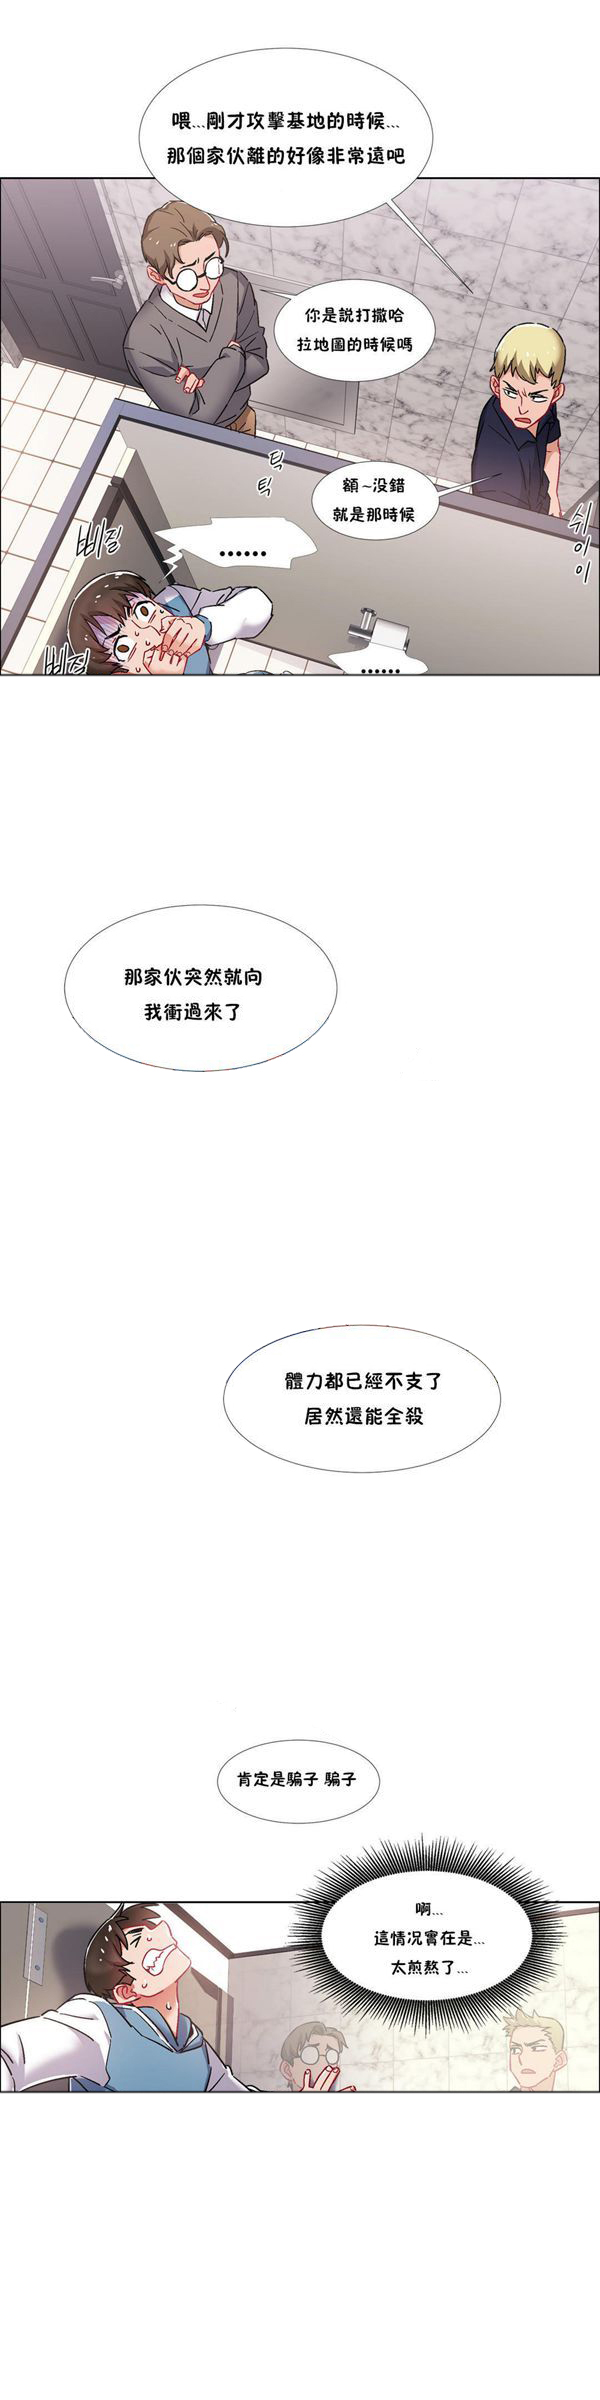 喂...剛才攻擊基地的時候...
那個家伙離的好像非常遠吧
你是說打撒哈
拉地圖的時候嗎
額~没錯
就是那時候
턱
턱
삐질
......
쉬이이
삐질
......
那家伙突然就向
我衝過來了
體力都已經不支了
居然還能全殺
肯定是騙子 騙子
啊...
這情况實在是...
太煎熬了...